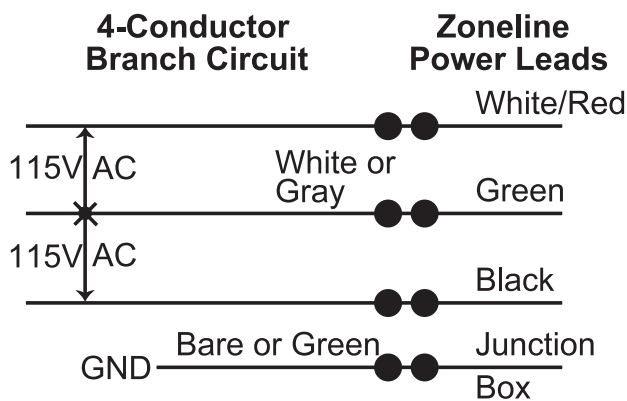 4-Conductor
Branch Circuit
Zoneline
Power Leads
White/Red
115V AC
White or
Gray
Green
115V AC
Black
GND
Bare or Green
Junction
Box